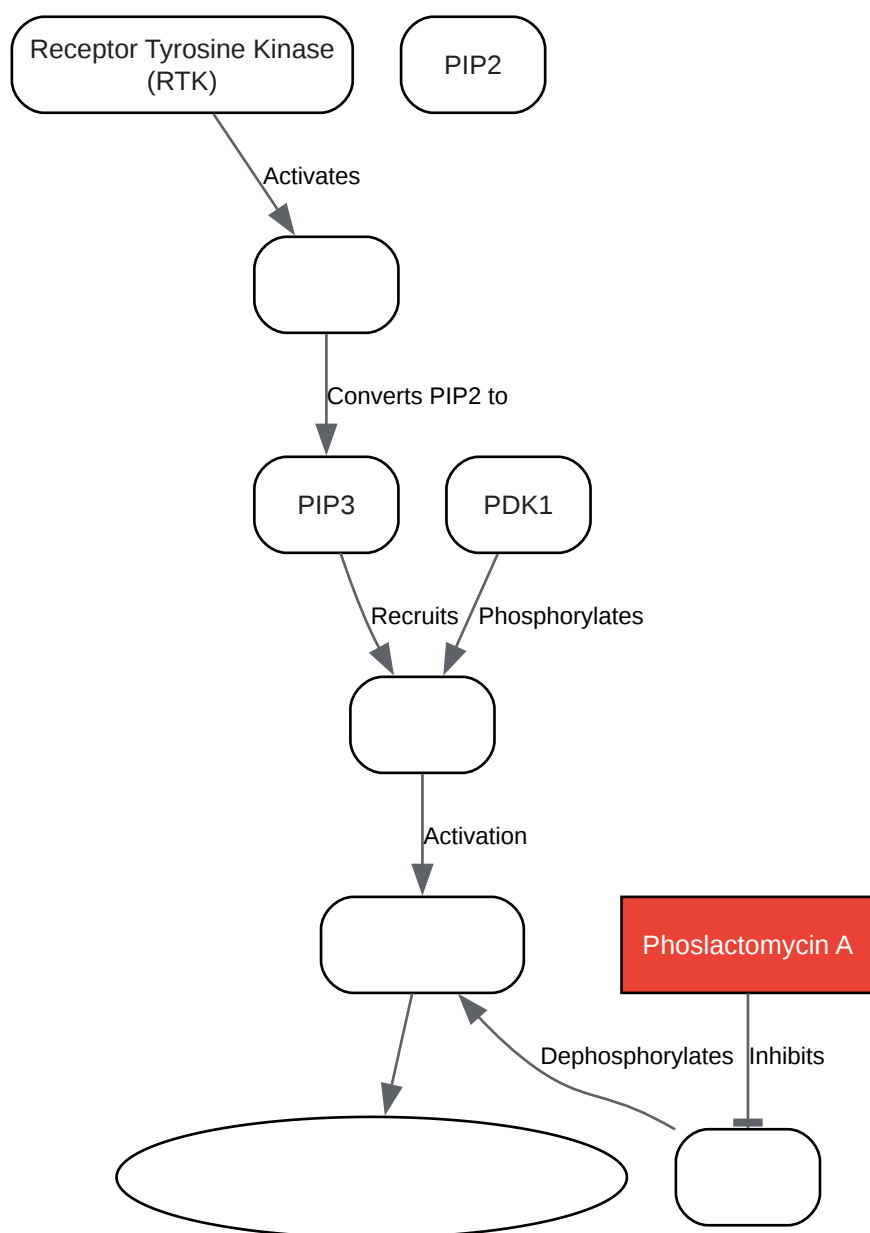 Receptor Tyrosine Kinase
(RTK)
PIP2
Activates
Converts PIP2 to
PIP3
PDK1
Recruits
Phosphorylates
Activation
Phoslactomycin A
Dephosphorylates
Inhibits